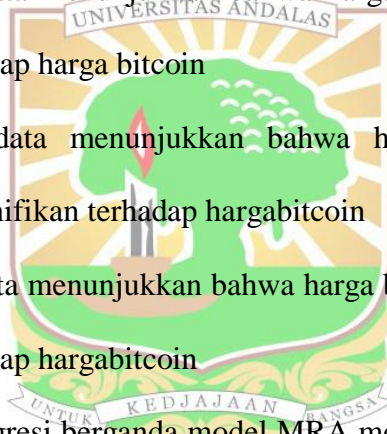 UNIVERSITAS ANDALAS
ap harga bitcoin
data menunjukkan bahwa h
nifikan terhadap hargabitcoin
ta menunjukkan bahwa harga b
ap hargabitcoin
UNTUK KEDJAJAAN BANGSA
gresi berganda model MRA m